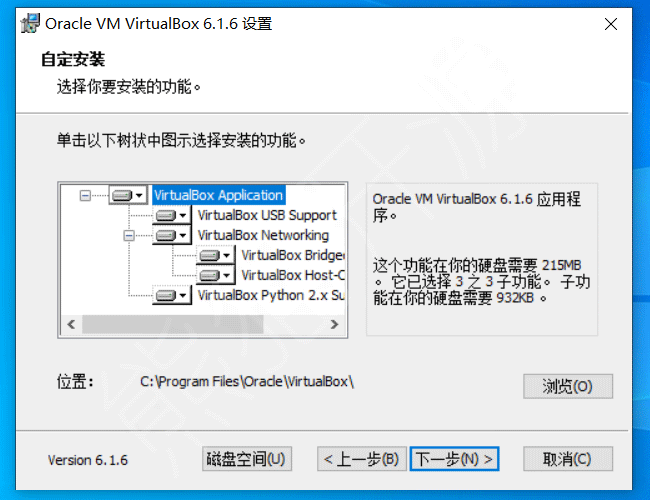 Oracle VM VirtualBox 6.1.6 设置
自定安装
选择你要安装的功能。
单击以下树状中图示选择安装的功能。
VirtualBox Application
VirtualBox USB Support
VirtualBox Networking
VirtualBox Bridge
VirtualBox Host-C
VirtualBox Python 2.x Su
Oracle VM VirtualBox 6.1.6 应用程
序。
这个功能在你的硬盘需要 215MB
。 它已选择 3 之 3 子功能。 子功
能在你的硬盘需要 932KB 。
位置：
C:\Program Files\Oracle\VirtualBox\
浏览(O)
Version 6.1.6
磁盘空间(U)
< 上一步(B)
下一步(N) >
取消(C)